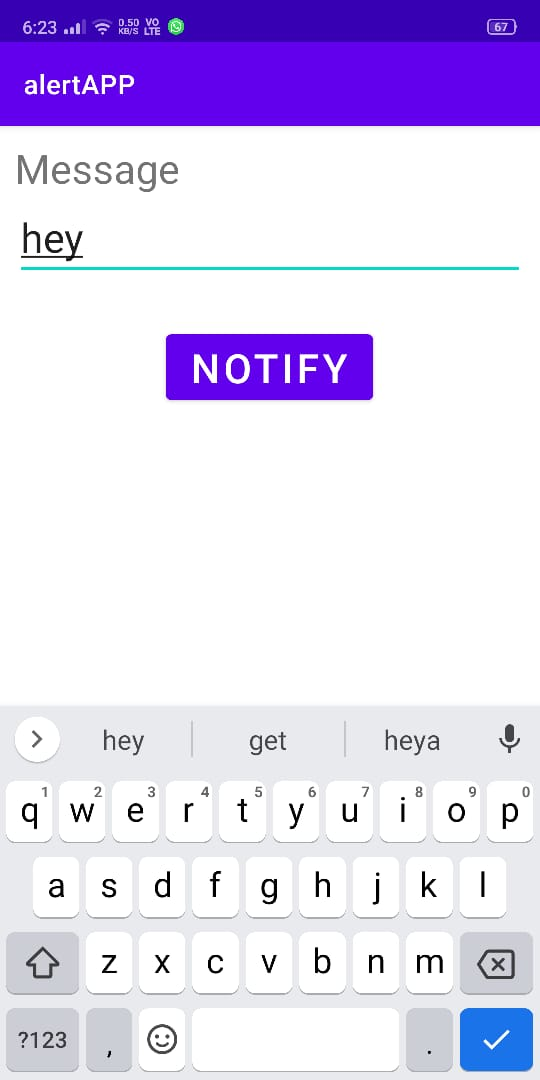 6:23 0.50 KB/S VO LTE 67
alertAPP
Message
hey
NOTIFY
hey get heya
1 2 3 4 5 6 7 8 9 0
q w e r t y u i o p
a s d f g h j k l
z x c v b n m
?123 , .